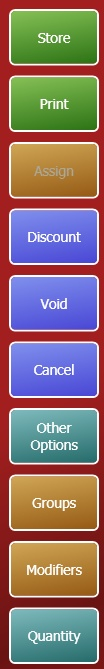 Store
Print
Assign
Discount
Void
Cancel
Other
Options
Groups
Modifiers
Quantity